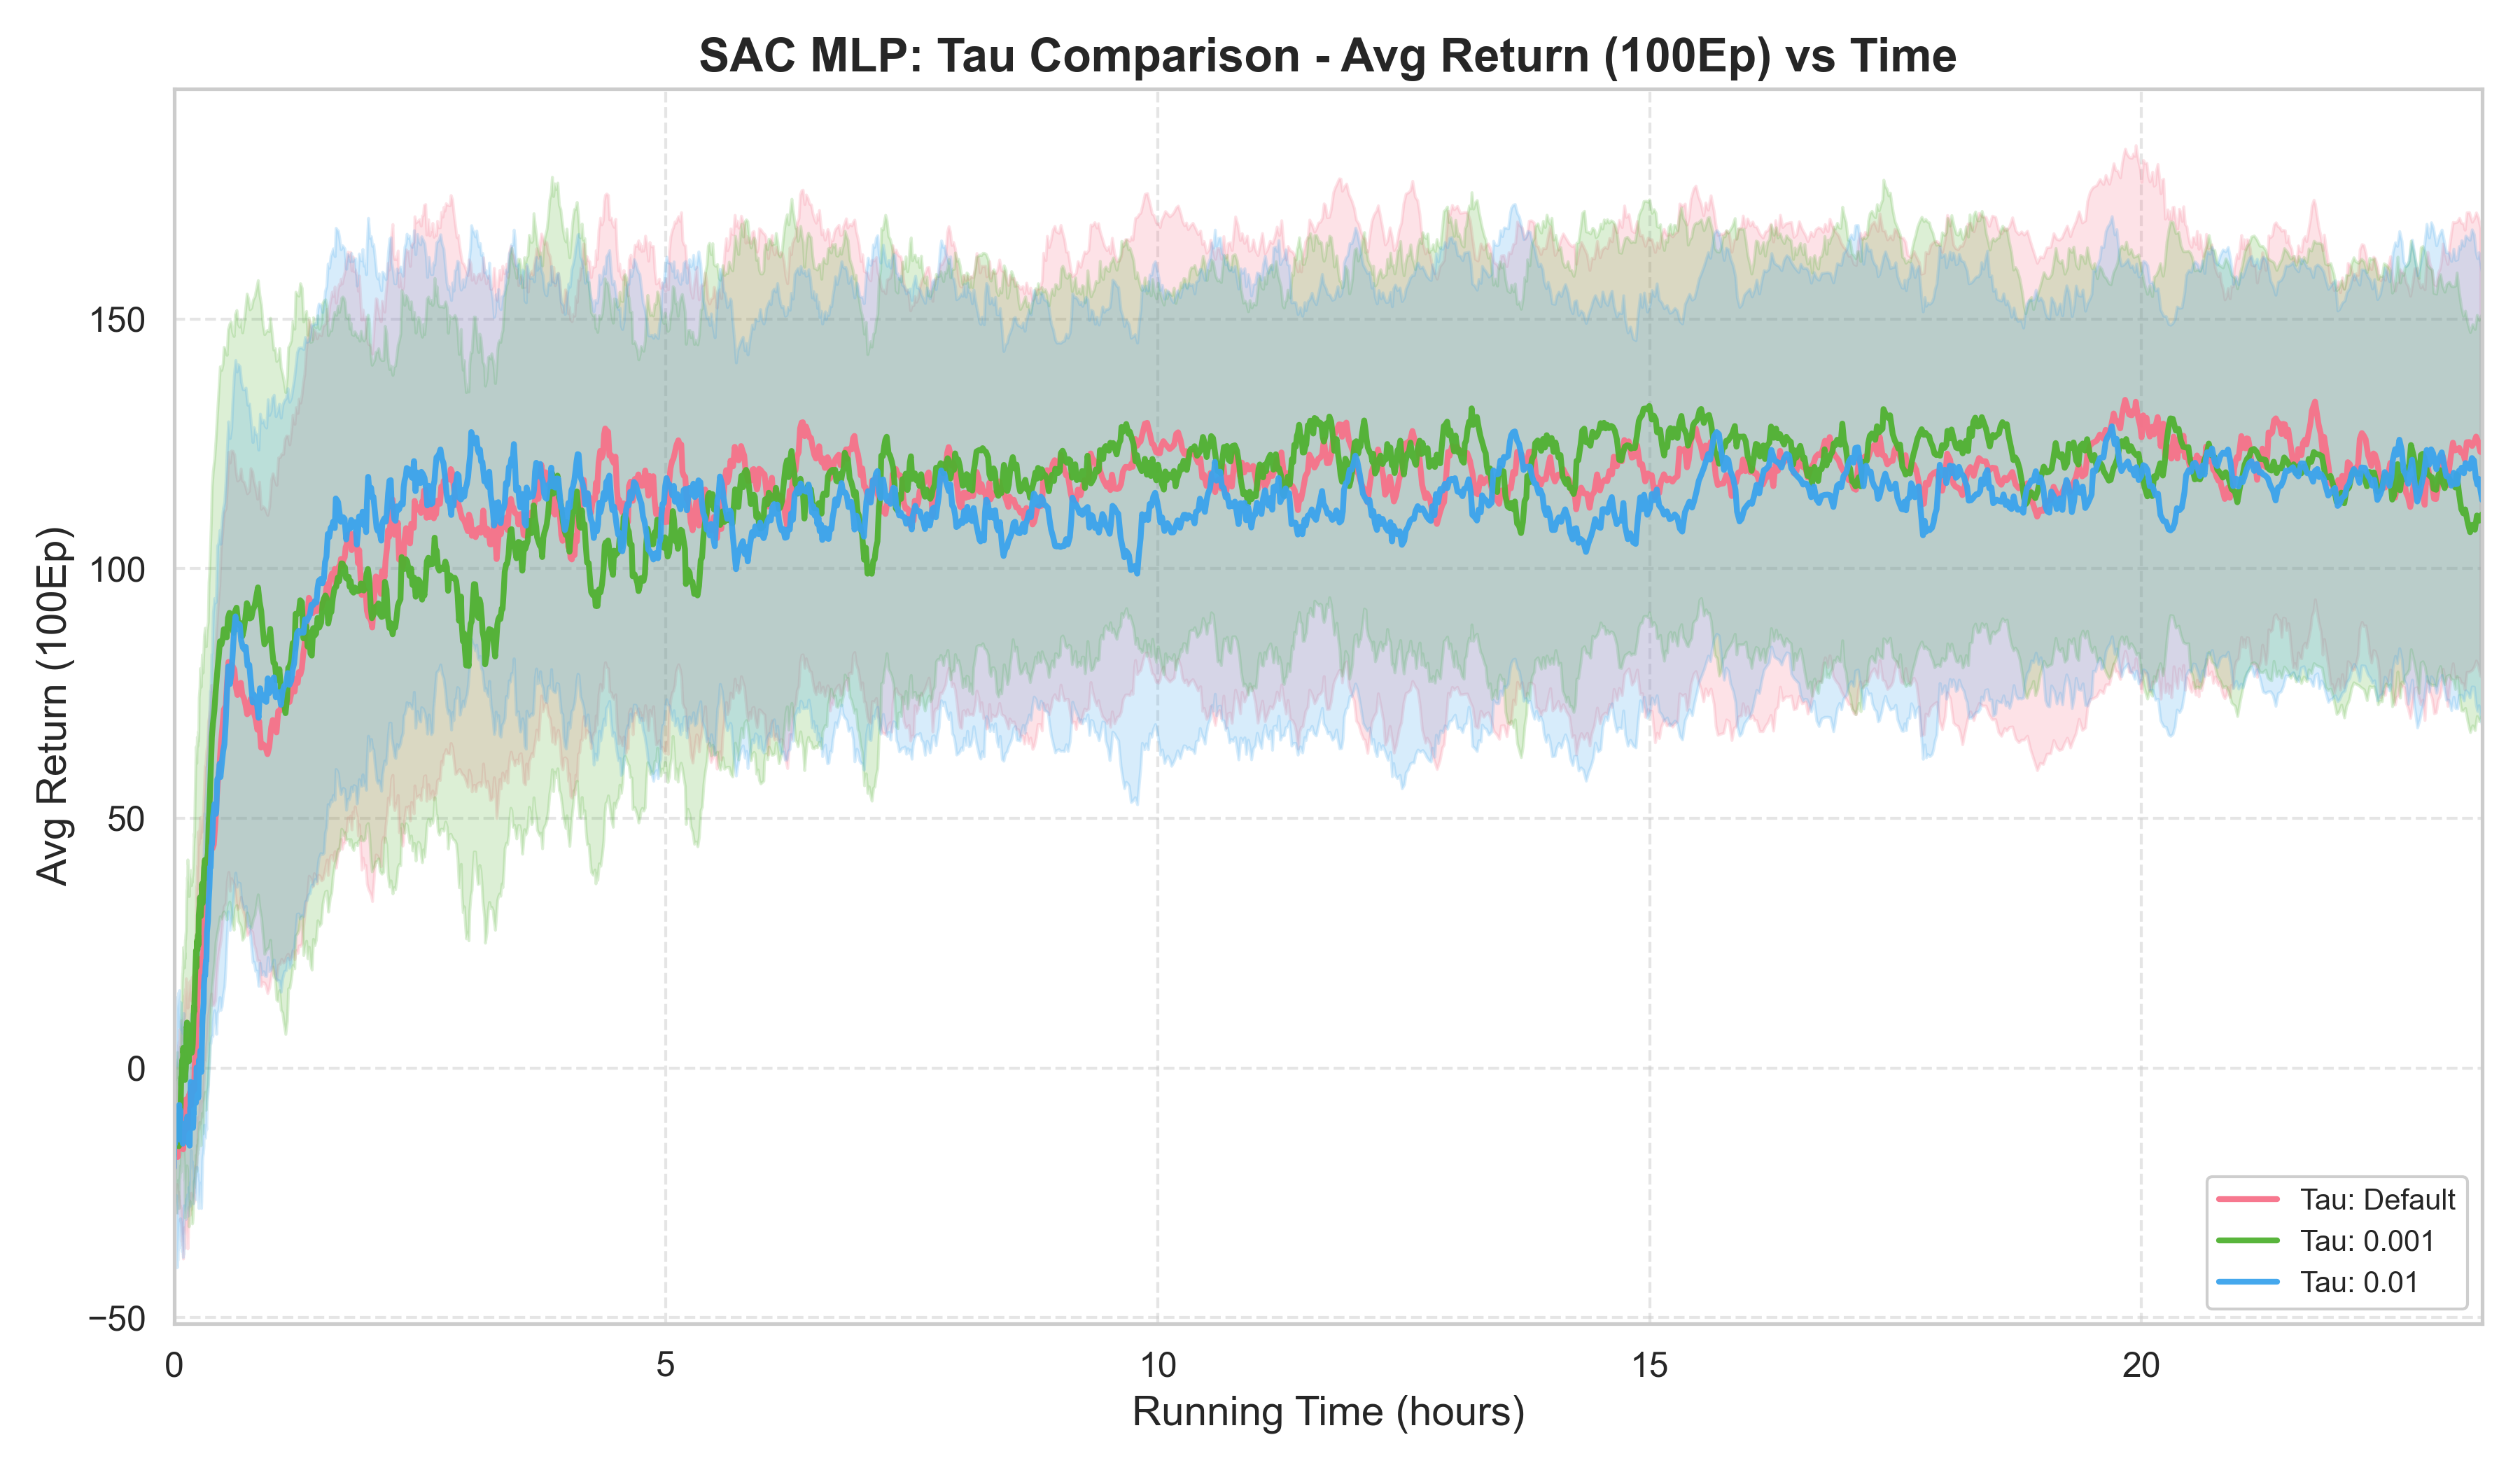 SAC MLP: Tau Comparison - Avg Return (100Ep) vs Time
Avg Return (100Ep)
150
100
50
0
−50
0 5 10 15 20
Running Time (hours)
Tau: Default
Tau: 0.001
Tau: 0.01